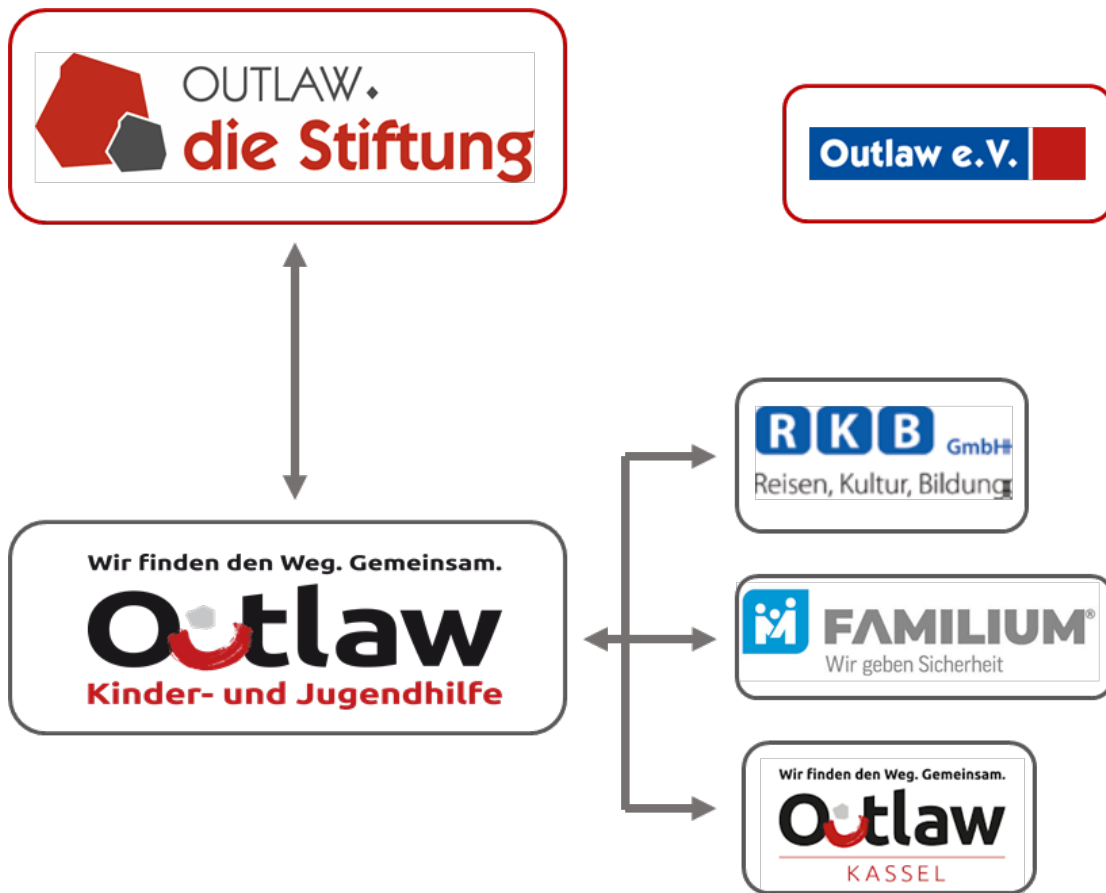 OUTLAW.
die Stiftung
Outlaw e.V.
RKB GmbH
Reisen, Kultur, Bildung
Wir finden den Weg. Gemeinsam.
Outlaw
Kinder- und Jugendhilfe
FAMILIUM®
Wir geben Sicherheit
Wir finden den Weg. Gemeinsam.
Outlaw
KASSEL